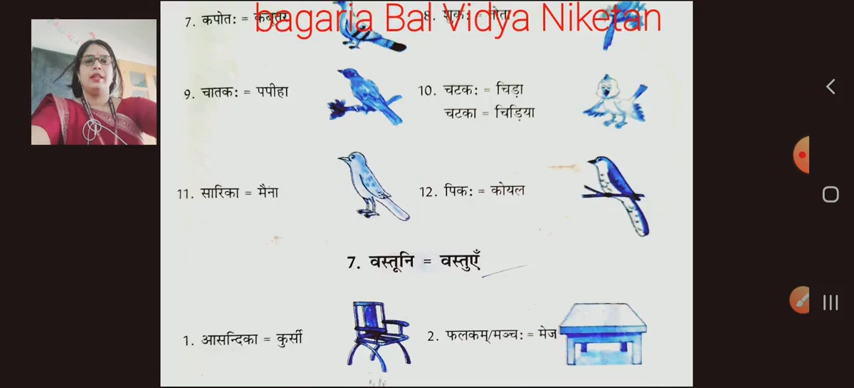 bagaria Bal Vidya Niketan
7. कपोतः = कबूतर
8. शुकः = तोता
9. चातकः = पपीहा
10. चटकः = चिड़ा
चटका = चिड़िया
11. सारिका = मैना
12. पिकः = कोयल
7. वस्तूनि = वस्तुएँ
1. आसन्दिका = कुर्सी
2. फलकम्/मञ्चः = मेज